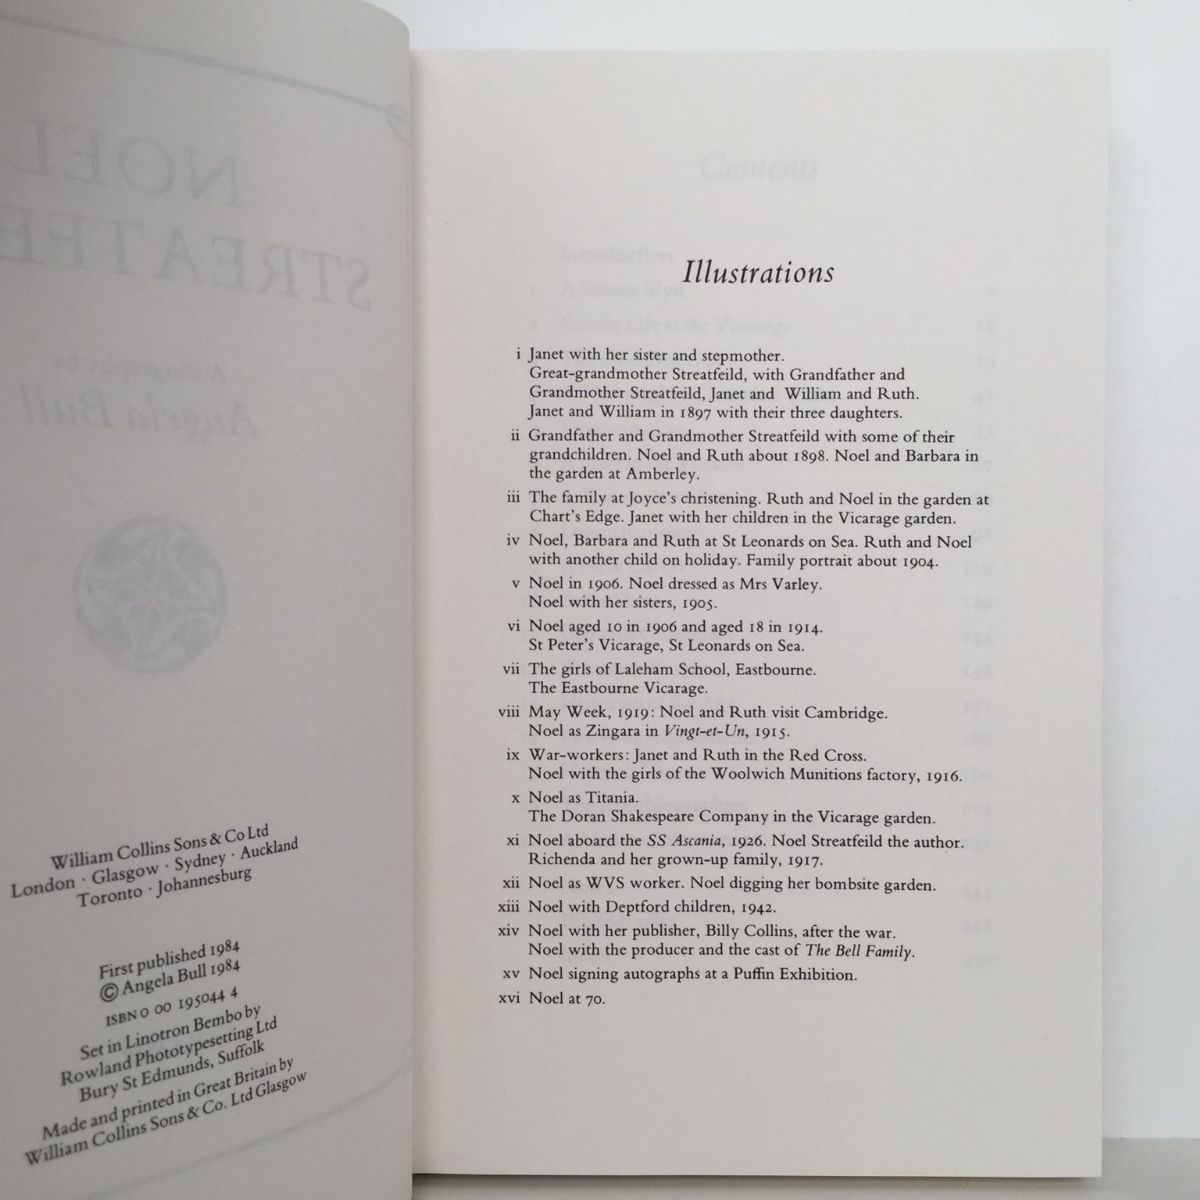 William Collins Sons & Co Ltd
London · Glasgow · Sydney · Auckland
Toronto · Johannesburg
First published 1984
© Angela Bull 1984
ISBN 0 00 195044 4
Set in Linotron Bembo by
Rowland Phototypesetting Ltd
Bury St Edmunds, Suffolk
Made and printed in Great Britain by
William Collins Sons & Co. Ltd Glasgow
Illustrations
i Janet with her sister and stepmother.
Great-grandmother Streatfeild, with Grandfather and
Grandmother Streatfeild, Janet and William and Ruth.
Janet and William in 1897 with their three daughters.
ii Grandfather and Grandmother Streatfeild with some of their
grandchildren. Noel and Ruth about 1898. Noel and Barbara in
the garden at Amberley.
iii The family at Joyce's christening. Ruth and Noel in the garden at
Chart's Edge. Janet with her children in the Vicarage garden.
iv Noel, Barbara and Ruth at St Leonards on Sea. Ruth and Noel
with another child on holiday. Family portrait about 1904.
v Noel in 1906. Noel dressed as Mrs Varley.
Noel with her sisters, 1905.
vi Noel aged 10 in 1906 and aged 18 in 1914.
St Peter's Vicarage, St Leonards on Sea.
vii The girls of Laleham School, Eastbourne.
The Eastbourne Vicarage.
viii May Week, 1919: Noel and Ruth visit Cambridge.
Noel as Zingara in Vingt-et-Un, 1915.
ix War-workers: Janet and Ruth in the Red Cross.
Noel with the girls of the Woolwich Munitions factory, 1916.
x Noel as Titania.
The Doran Shakespeare Company in the Vicarage garden.
xi Noel aboard the SS Ascania, 1926. Noel Streatfeild the author.
Richenda and her grown-up family, 1917.
xii Noel as WVS worker. Noel digging her bombsite garden.
xiii Noel with Deptford children, 1942.
xiv Noel with her publisher, Billy Collins, after the war.
Noel with the producer and the cast of The Bell Family.
xv Noel signing autographs at a Puffin Exhibition.
xvi Noel at 70.